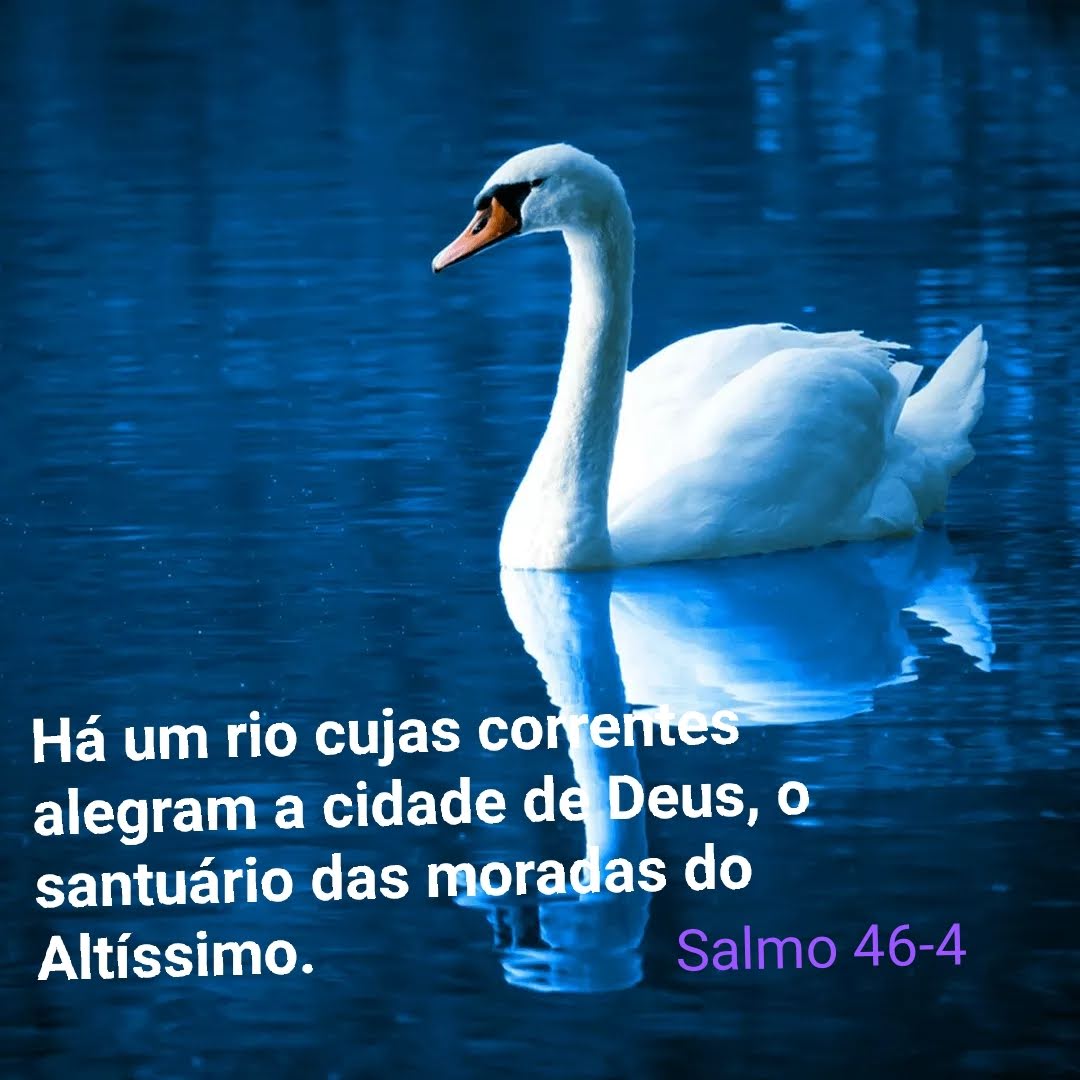 Há um rio cujas correntes
alegram a cidade de Deus, o
santuário das moradas do
Altíssimo.
Salmo 46-4